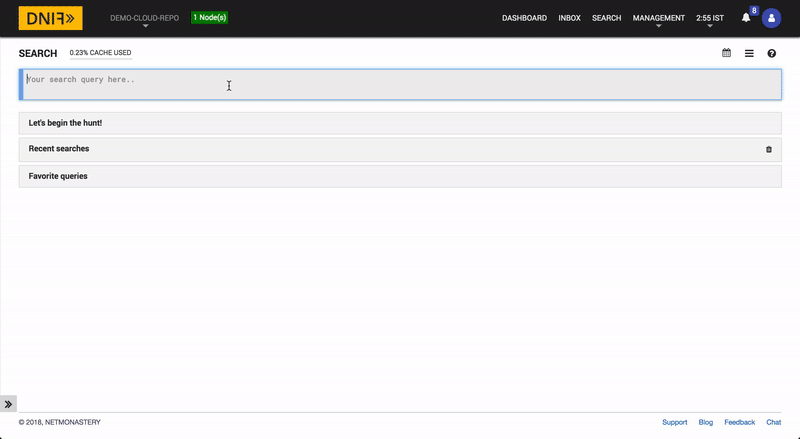 DNIF»
DEMO-CLOUD-REPO
1 Node(s)
DASHBOARD INBOX SEARCH MANAGEMENT 2:55 IST 8
SEARCH 0.23% CACHE USED
Your search query here..
Let's begin the hunt!
Recent searches
Favorite queries
© 2018, NETMONASTERY
Support Blog Feedback Chat